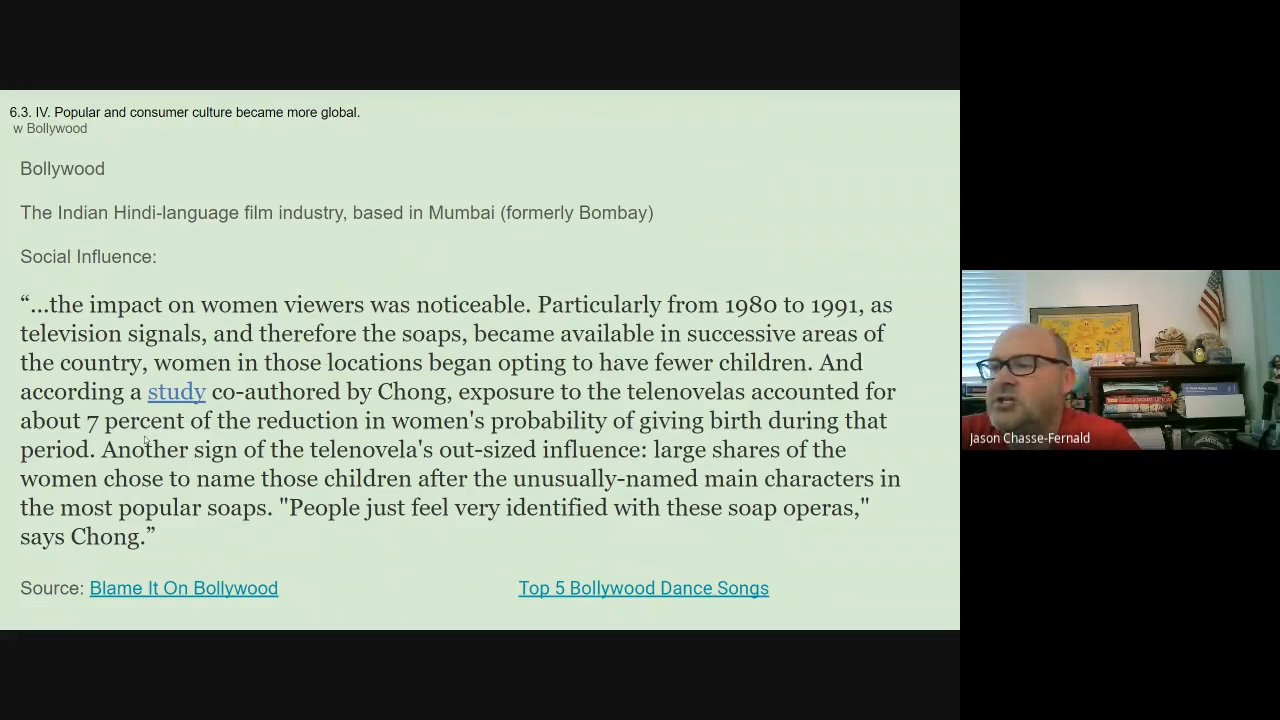 6.3. IV. Popular and consumer culture became more global.
w Bollywood
Bollywood
The Indian Hindi-language film industry, based in Mumbai (formerly Bombay)
Social Influence:
“...the impact on women viewers was noticeable. Particularly from 1980 to 1991, as
television signals, and therefore the soaps, became available in successive areas of
the country, women in those locations began opting to have fewer children. And
according a study co-authored by Chong, exposure to the telenovelas accounted for
about 7 percent of the reduction in women's probability of giving birth during that
period. Another sign of the telenovela's out-sized influence: large shares of the
women chose to name those children after the unusually-named main characters in
the most popular soaps. "People just feel very identified with these soap operas,"
says Chong.”
Source: Blame It On Bollywood
Top 5 Bollywood Dance Songs
Jason Chasse-Fernald